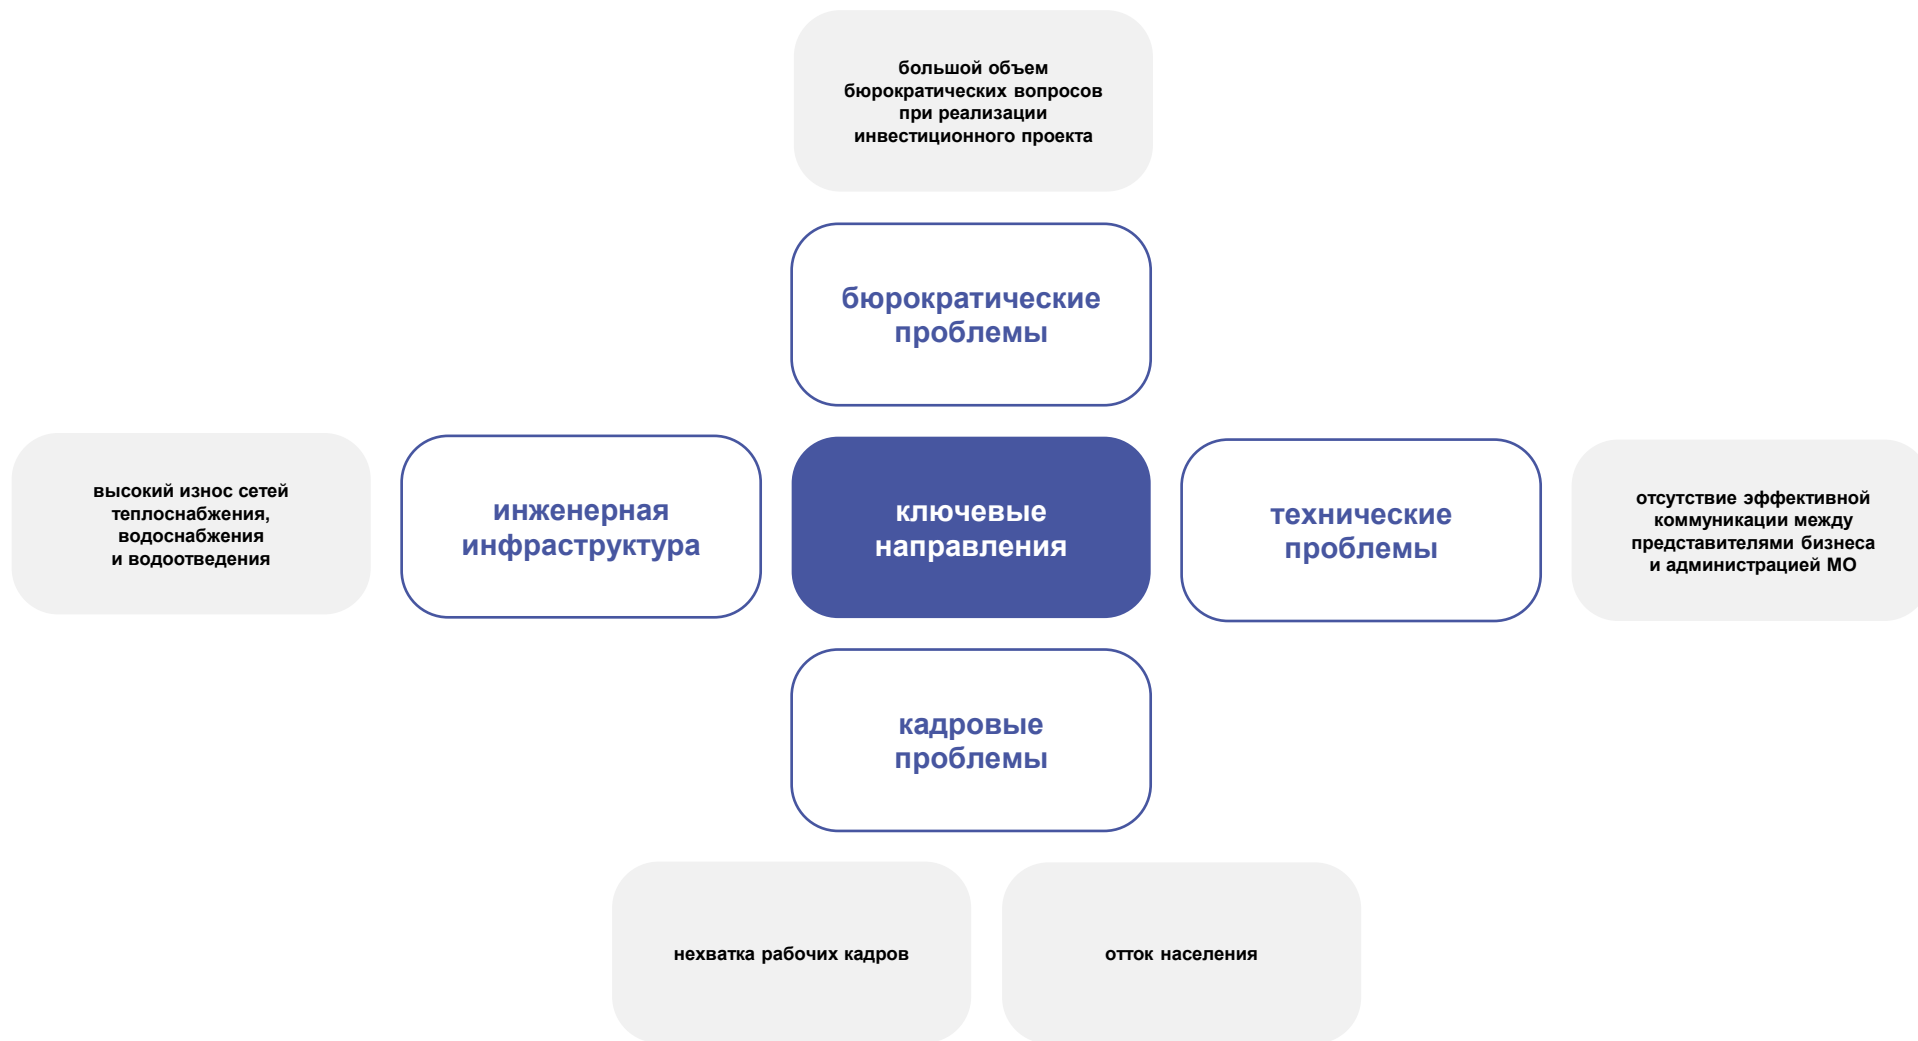 большой объем
бюрократических вопросов
при реализации
инвестиционного проекта
бюрократические
проблемы
высокий износ сетей
теплоснабжения,
водоснабжения
и водоотведения
инженерная
инфраструктура
ключевые
направления
технические
проблемы
отсутствие эффективной
коммуникации между
представителями бизнеса
и администрацией МО
кадровые
проблемы
нехватка рабочих кадров
отток населения